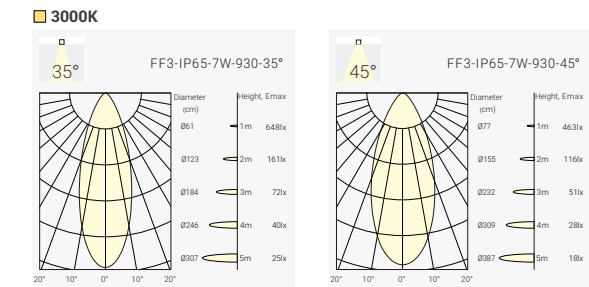 3000K
35°
FF3-IP65-7W-930-35°
Diameter
(cm)
Height, Emax
Ø61 1m 648lx
Ø123 2m 161lx
Ø184 3m 72lx
Ø246 4m 40lx
Ø307 5m 25lx
20° 10° 0° 10° 20°
45°
FF3-IP65-7W-930-45°
Diameter
(cm)
Height, Emax
Ø77 1m 463lx
Ø155 2m 116lx
Ø232 3m 51lx
Ø309 4m 28lx
Ø387 5m 18lx
20° 10° 0° 10° 20°